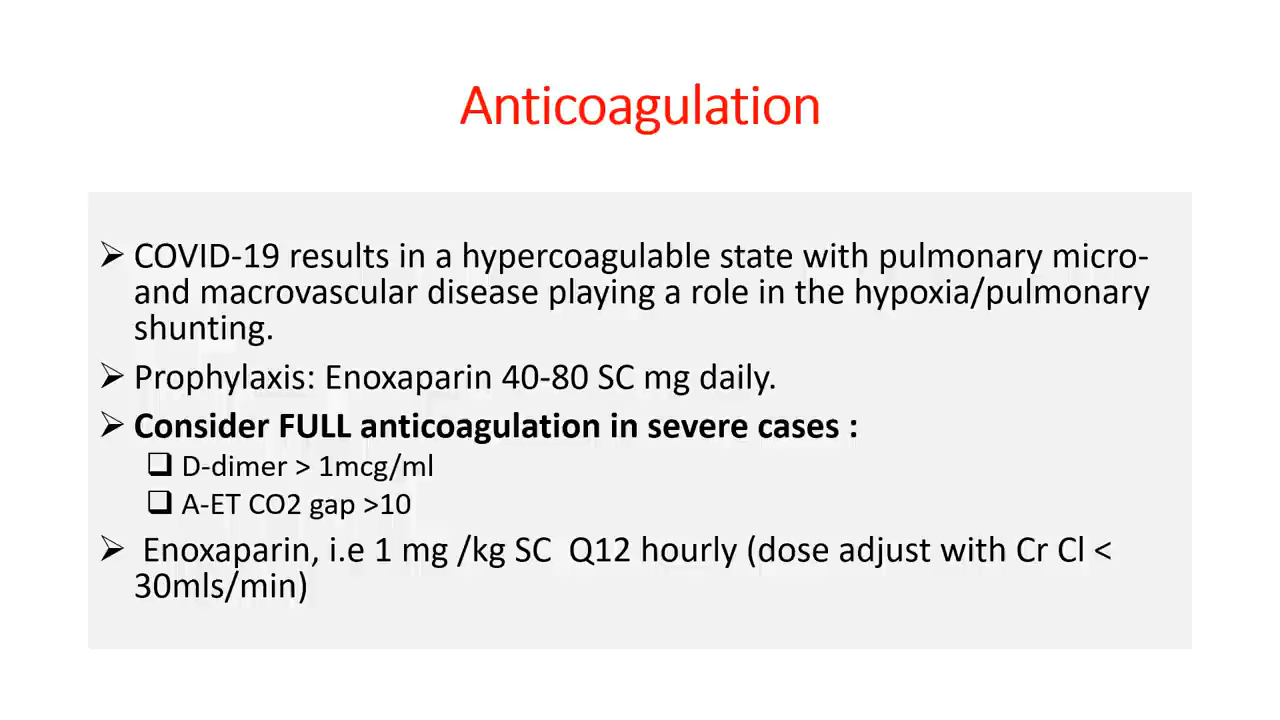 Anticoagulation
➢ COVID-19 results in a hypercoagulable state with pulmonary micro-
and macrovascular disease playing a role in the hypoxia/pulmonary
shunting.
➢ Prophylaxis: Enoxaparin 40-80 SC mg daily.
➢ Consider FULL anticoagulation in severe cases :
❑ D-dimer > 1mcg/ml
❑ A-ET CO2 gap >10
➢ Enoxaparin, i.e 1 mg /kg SC Q12 hourly (dose adjust with Cr Cl <
30mls/min)